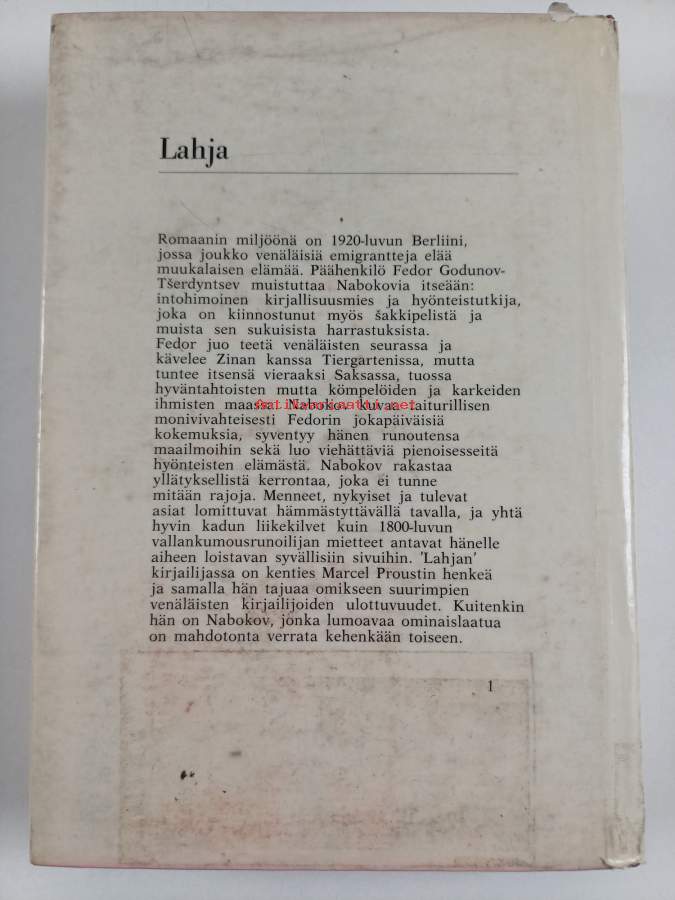 Lahja
Romaanin miljöönä on 1920-luvun Berliini,
jossa joukko venäläisiä emigrantteja elää
muukalaisen elämää. Päähenkilö Fedor Godunov-
Tšerdyntsev muistuttaa Nabokovia itseään:
intohimoinen kirjallisuusmies ja hyönteistutkija,
joka on kiinnostunut myös šakkipelistä ja
muista sen sukuisista harrastuksista.
Fedor juo teetä venäläisten seurassa ja
kävelee Zinan kanssa Tiergartenissa, mutta
tuntee itsensä vieraaksi Saksassa, tuossa
hyväntahtoisten mutta kömpelöiden ja karkeiden
ihmisten maassa. Nabokov kuvaa taiturillisen
Antikvariaatti.net
monivivahteisesti Fedorin jokapäiväisiä
kokemuksia, syventyy hänen runoutensa
maailmoihin sekä luo viehättäviä pienoisesseitä
hyönteisten elämästä. Nabokov rakastaa
yllätyksellistä kerrontaa, joka ei tunne
mitään rajoja. Menneet, nykyiset ja tulevat
asiat lomittuvat hämmästyttävällä tavalla, ja yhtä
hyvin kadun liikekilvet kuin 1800-luvun
vallankumousrunoilijan mietteet antavat hänelle
aiheen loistavan syvällisiin sivuihin. 'Lahjan'
kirjailijassa on kenties Marcel Proustin henkeä
ja samalla hän tajuaa omikseen suurimpien
venäläisten kirjailijoiden ulottuvuudet. Kuitenkin
hän on Nabokov, jonka lumoavaa ominaislaatua
on mahdotonta verrata kehenkään toiseen.
1